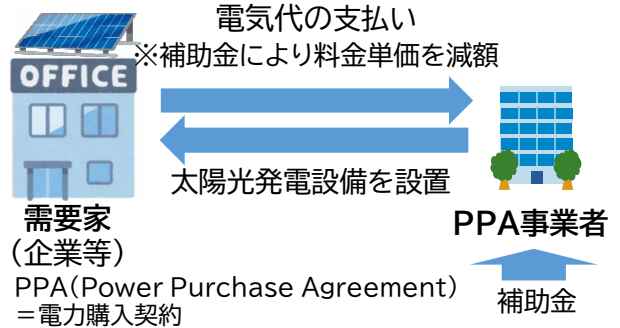 電気代の支払い
※補助金により料金単価を減額
OFFICE
太陽光発電設備を設置
需要家
(企業等)
PPA事業者
PPA(Power Purchase Agreement)
=電力購入契約
補助金